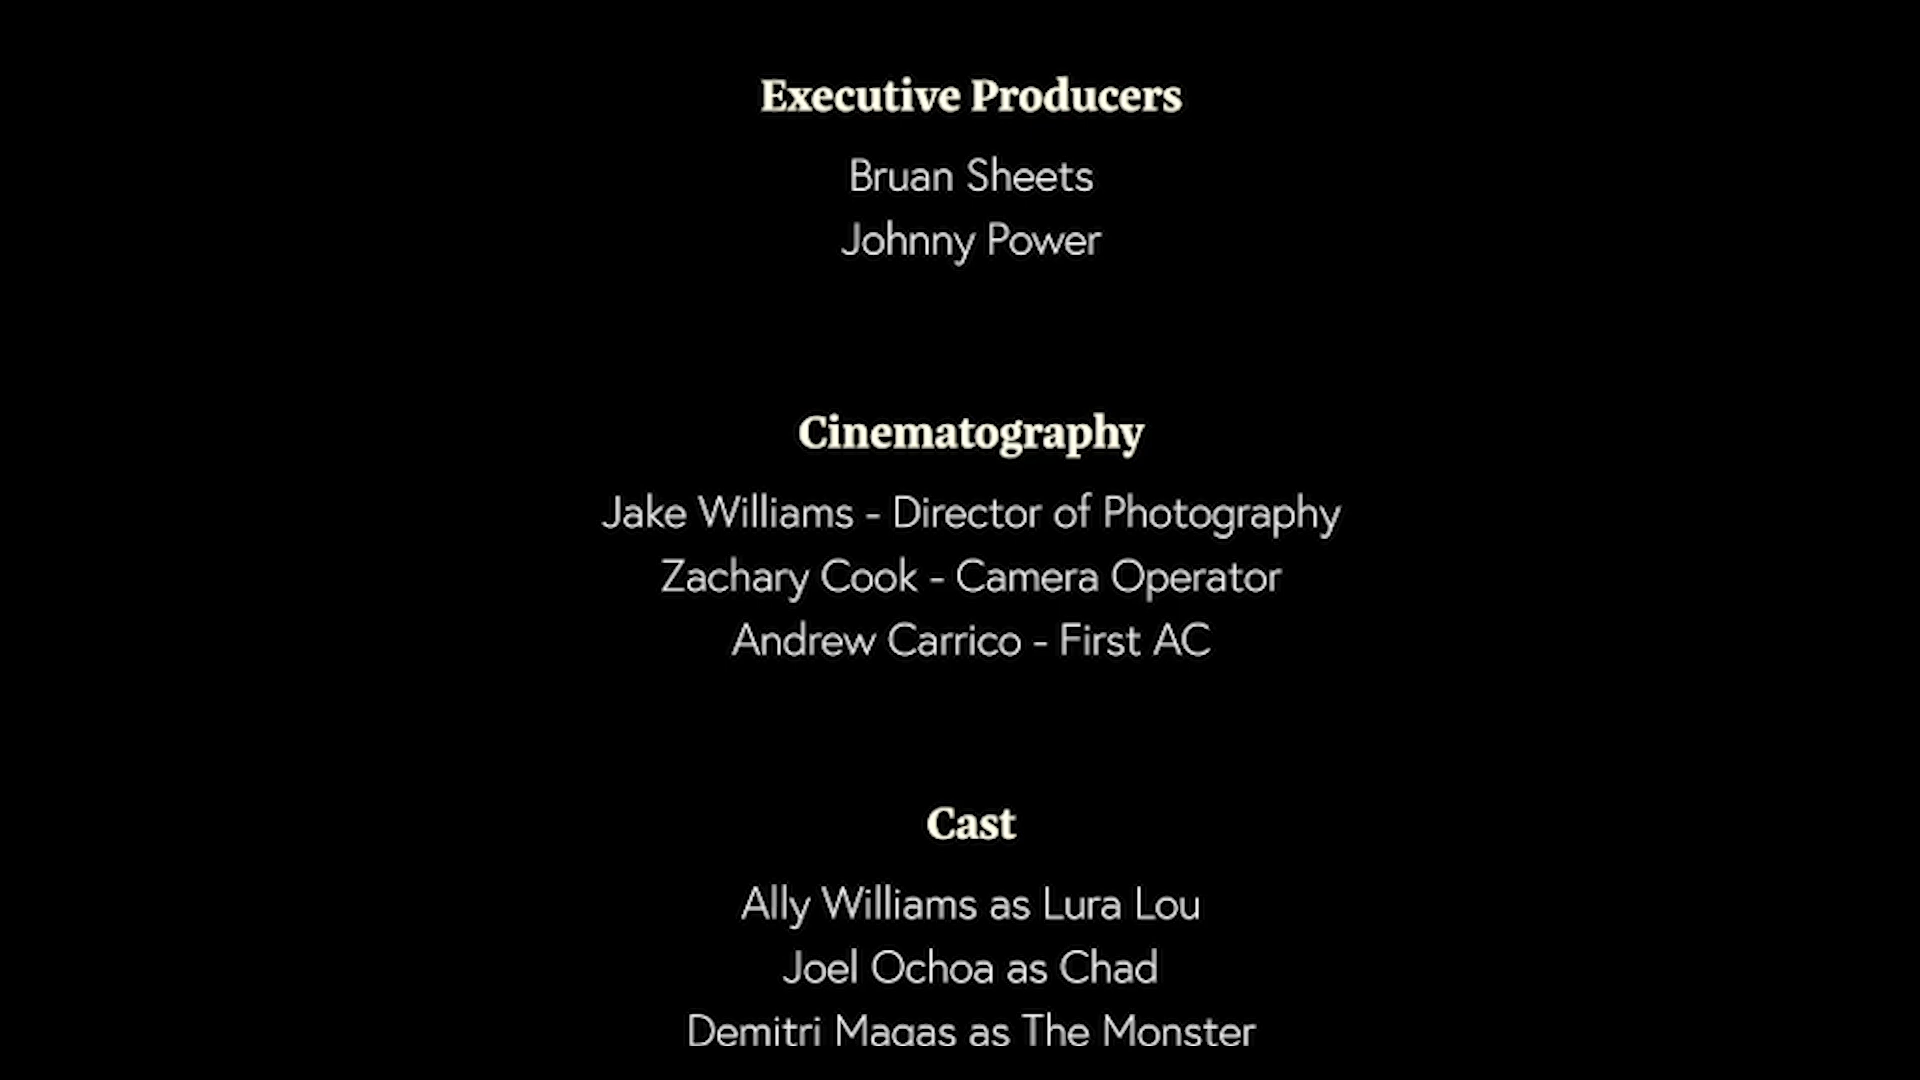 Executive Producers
Bruan Sheets
Johnny Power
Cinematography
Jake Williams - Director of Photography
Zachary Cook - Camera Operator
Andrew Carrico - First AC
Cast
Ally Williams as Lura Lou
Joel Ochoa as Chad
Demitri Magas as The Monster